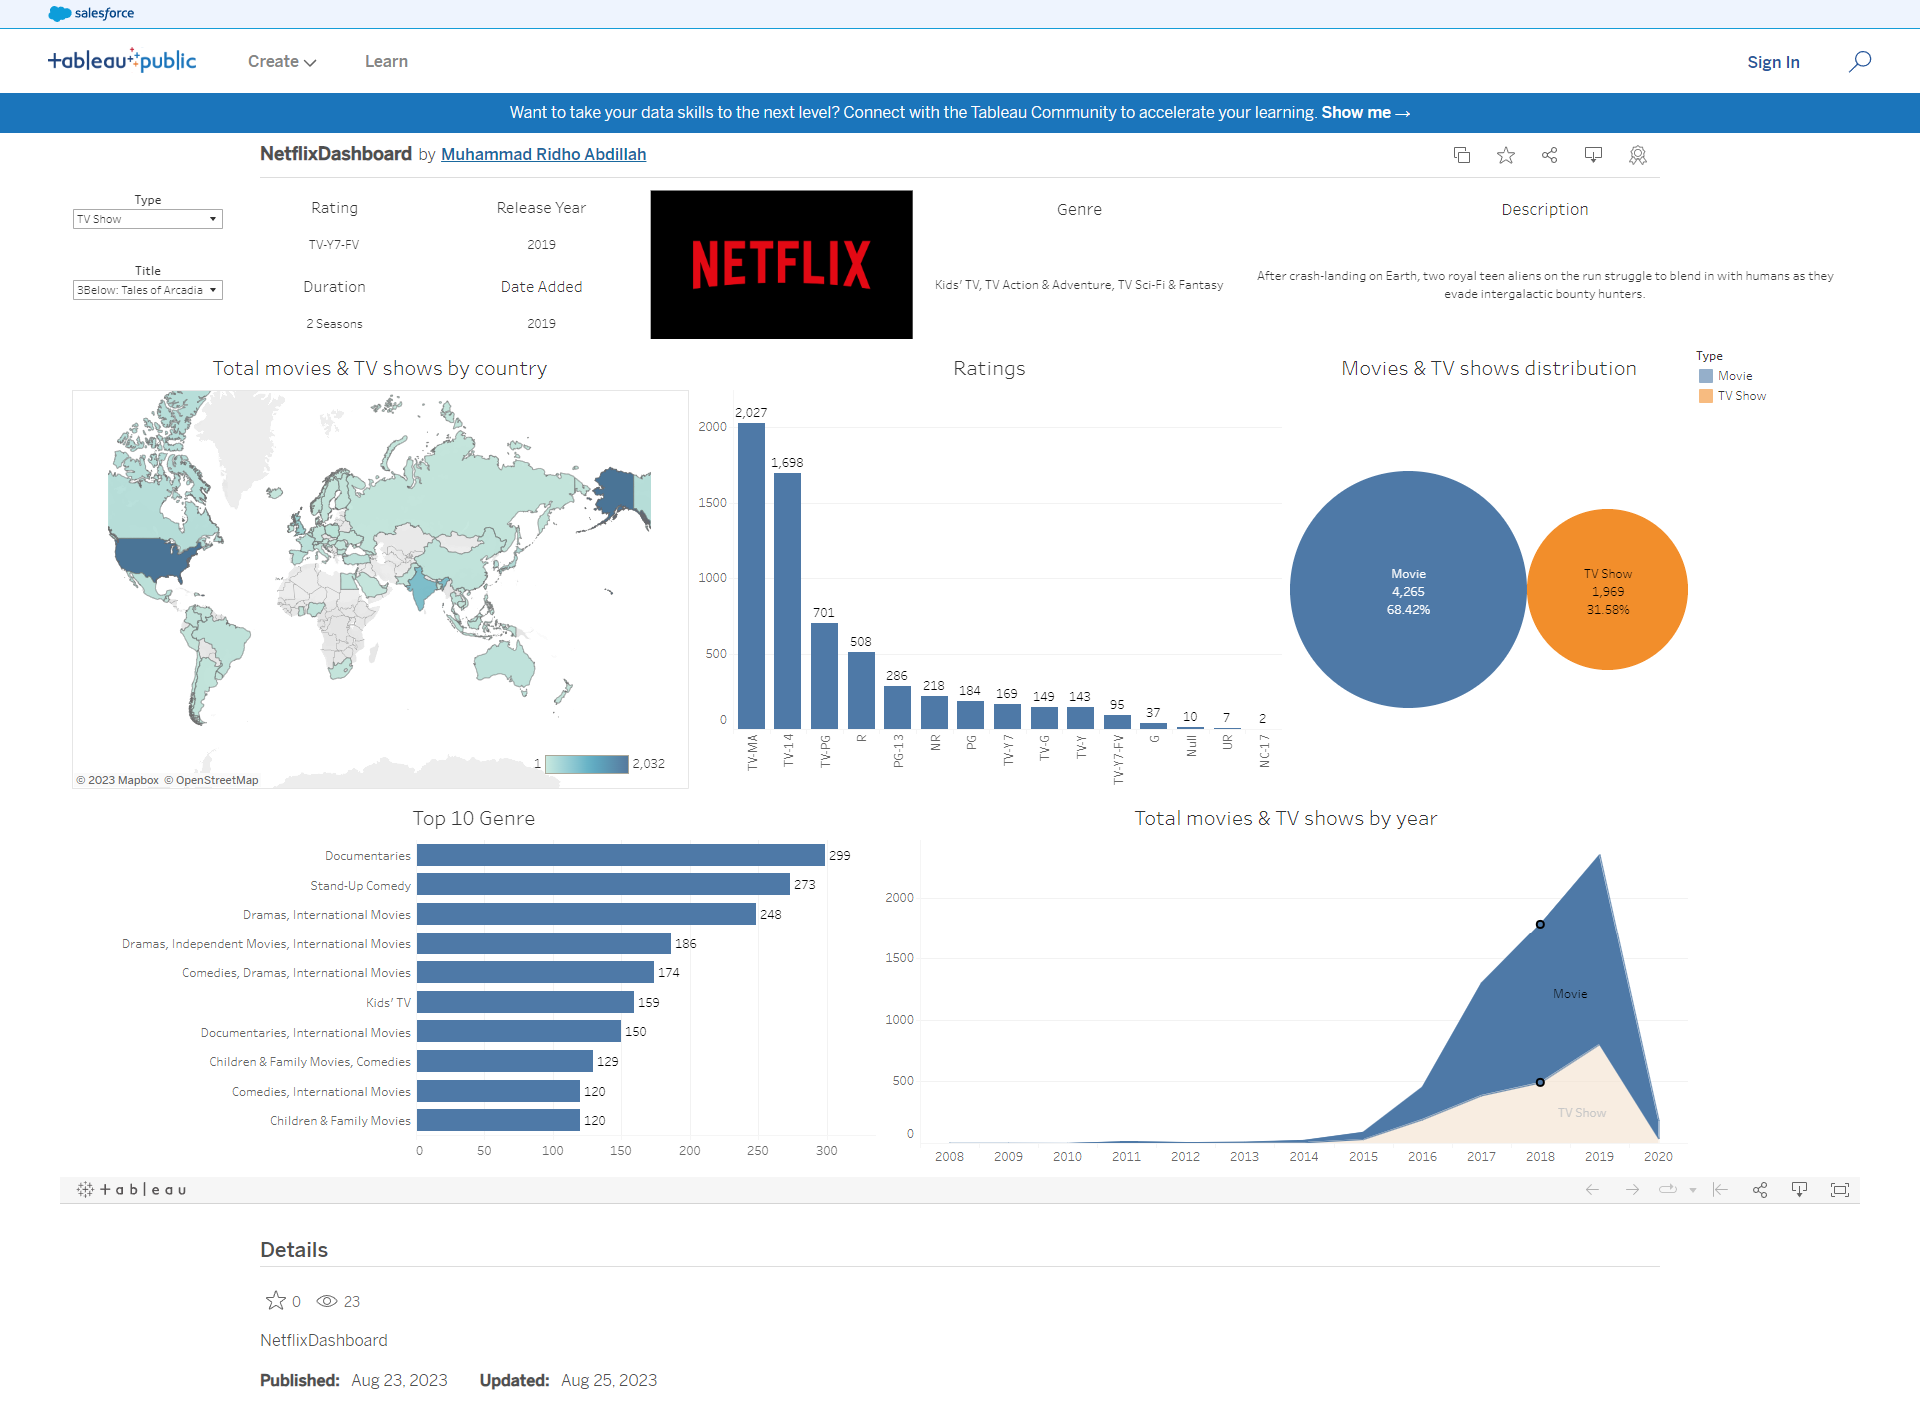 salesforce
+ableau public
Create
Learn
Sign In
Want to take your data skills to the next level? Connect with the Tableau Community to accelerate your learning. Show me →
NetflixDashboard by Muhammad Ridho Abdillah
Type
TV Show
Title
3Below: Tales of Arcadia
Rating
TV-Y7-FV
Duration
2 Seasons
Release Year
2019
Date Added
2019
NETFLIX
Genre
Kids' TV, TV Action & Adventure, TV Sci-Fi & Fantasy
Description
After crash-landing on Earth, two royal teen aliens on the run struggle to blend in with humans as they
evade intergalactic bounty hunters.
Total movies & TV shows by country
1
2,032
© 2023 Mapbox © OpenStreetMap
Ratings
2000
1500
1000
500
0
2,027
1,698
701
508
286
218
184
169
149
143
95
37
10
7
2
TV-MA
TV-14
TV-PG
R
PG-13
NR
PG
TV-Y7
TV-G
TV-Y
TV-Y7-FV
G
Null
UR
NC-17
Movies & TV shows distribution
Movie
4,265
68.42%
TV Show
1,969
31.58%
Type
Movie
TV Show
Top 10 Genre
Documentaries 299
Stand-Up Comedy 273
Dramas, International Movies 248
Dramas, Independent Movies, International Movies 186
Comedies, Dramas, International Movies 174
Kids' TV 159
Documentaries, International Movies 150
Children & Family Movies, Comedies 129
Comedies, International Movies 120
Children & Family Movies 120
0 50 100 150 200 250 300
Total movies & TV shows by year
2000
1500
1000
500
0
Movie
TV Show
2008 2009 2010 2011 2012 2013 2014 2015 2016 2017 2018 2019 2020
+ableau
Details
0 23
NetflixDashboard
Published: Aug 23, 2023 Updated: Aug 25, 2023